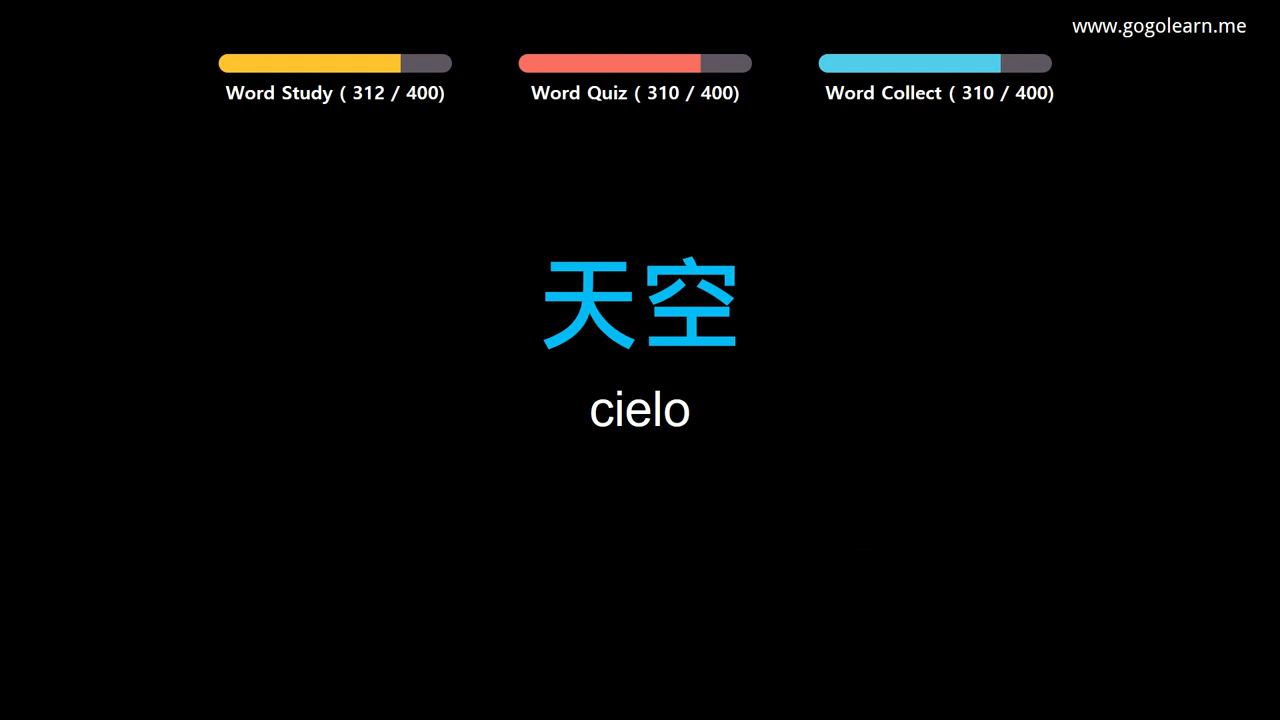 www.gogolearn.me
Word Study ( 312 / 400)
Word Quiz ( 310 / 400)
Word Collect ( 310 / 400)
天空
cielo